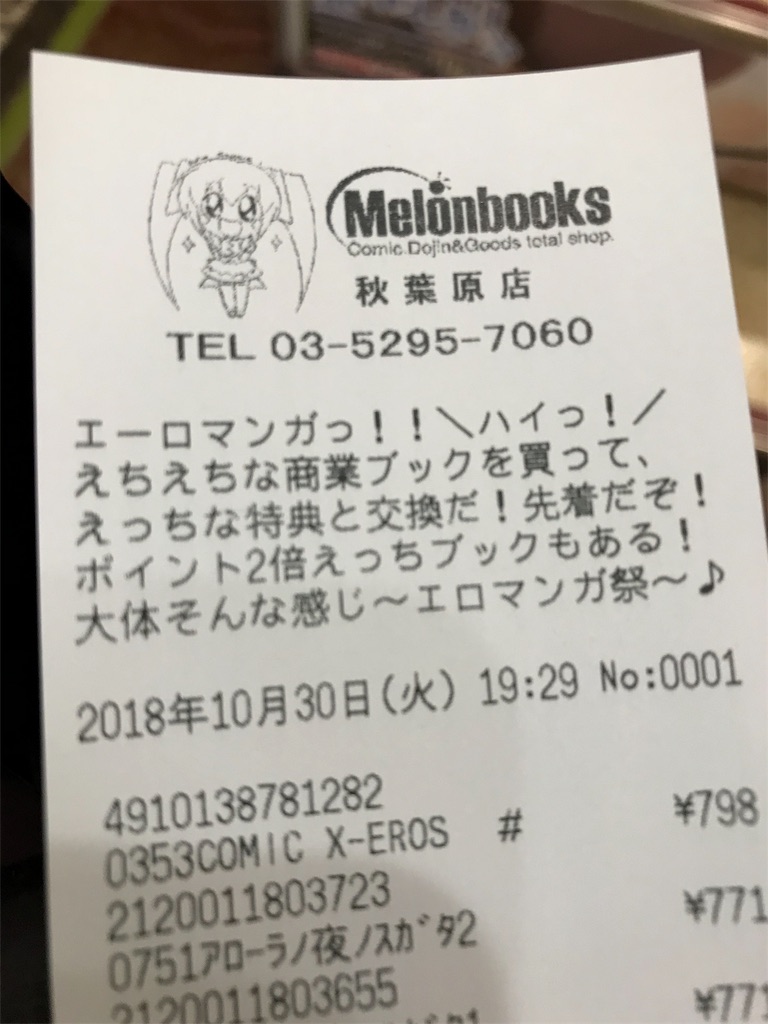 Melonbooks
Comic.Dojin&Goods total shop.
秋葉原店
TEL 03-5295-7060
エーロマンガっ！！＼ハイっ！／
えちえちな商業ブックを買って、
えっちな特典と交換だ！先着だぞ！
ポイント2倍えっちブックもある！
大体そんな感じ～エロマンガ祭～♪
2018年10月30日(火) 19:29 No:0001
4910138781282
0353COMIC X-EROS # ¥798
2120011803723
0751ｱﾛｰﾗﾉ夜ﾉｽｶﾞﾀ2 ¥771
2120011803655
¥771